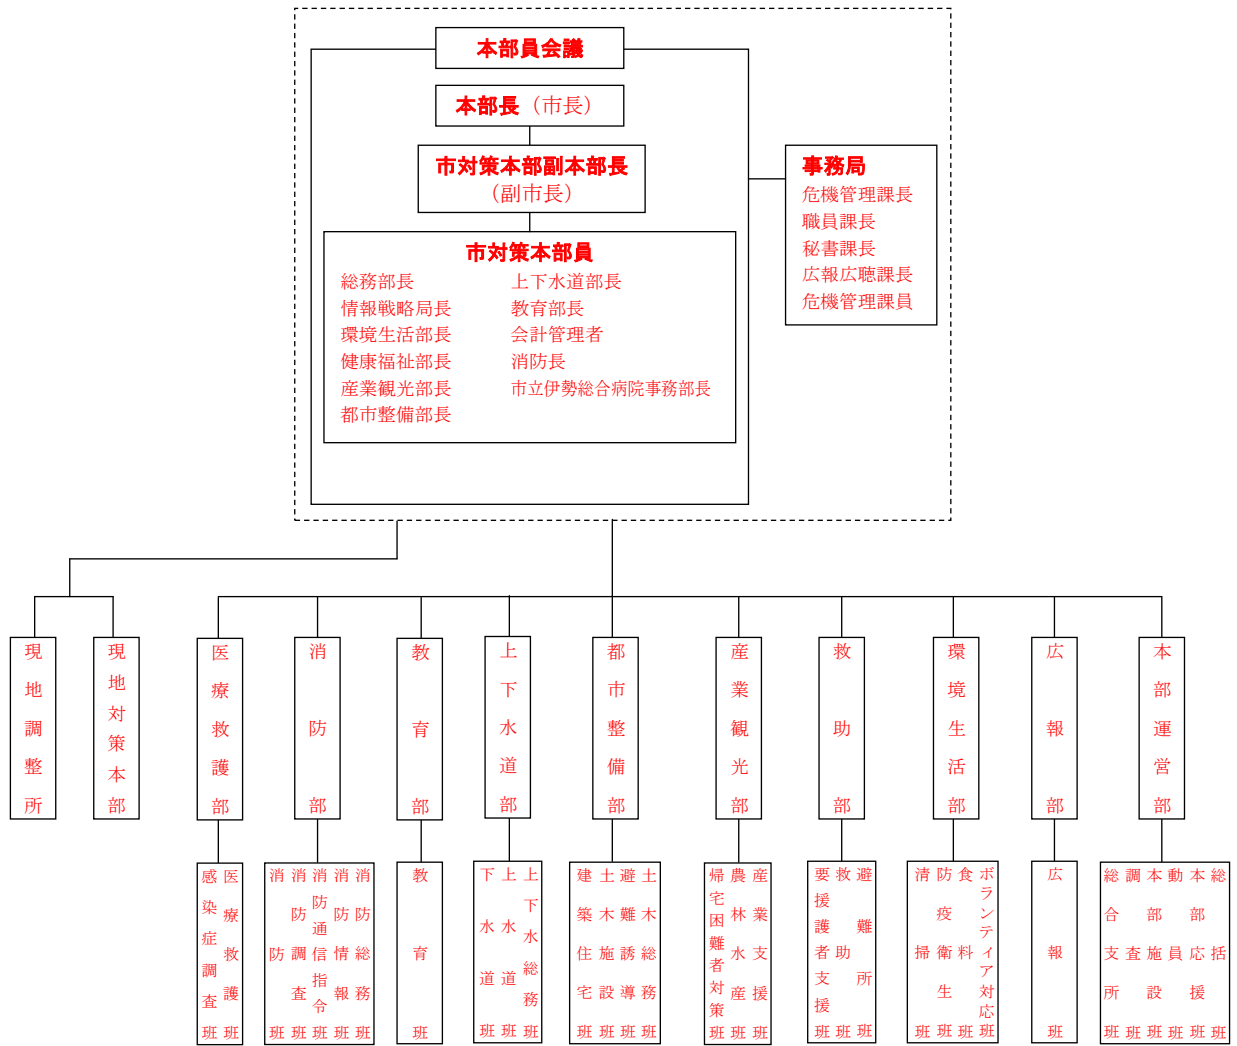 本部員会議
本部長（市長）
市対策本部副本部長
（副市長）
市対策本部員
総務部長
情報戦略局長
環境生活部長
健康福祉部長
産業観光部長
都市整備部長
上下水道部長
教育部長
会計管理者
消防長
市立伊勢総合病院事務部長
事務局
危機管理課長
職員課長
秘書課長
広報広聴課長
危機管理課員
現地調整所
現地対策本部
医療救護部
消防部
教育部
上下水道部
都市整備部
産業観光部
救助部
環境生活部
広報部
本部運営部
医療救護班
感染症調査班
消防総務班
消防情報班
消防通信指令班
消防調査班
消防班
教育班
上下水総務班
上水道班
下水道班
土木総務班
避難誘導班
土木施設班
建築住宅班
産業支援班
農林水産班
帰宅困難者対策班
避難所班
救助班
要援護者支援班
ボランティア対応班
食料班
防疫衛生班
清掃班
広報班
総括班
本部応援班
動員班
本部施設班
調査班
総合支所班